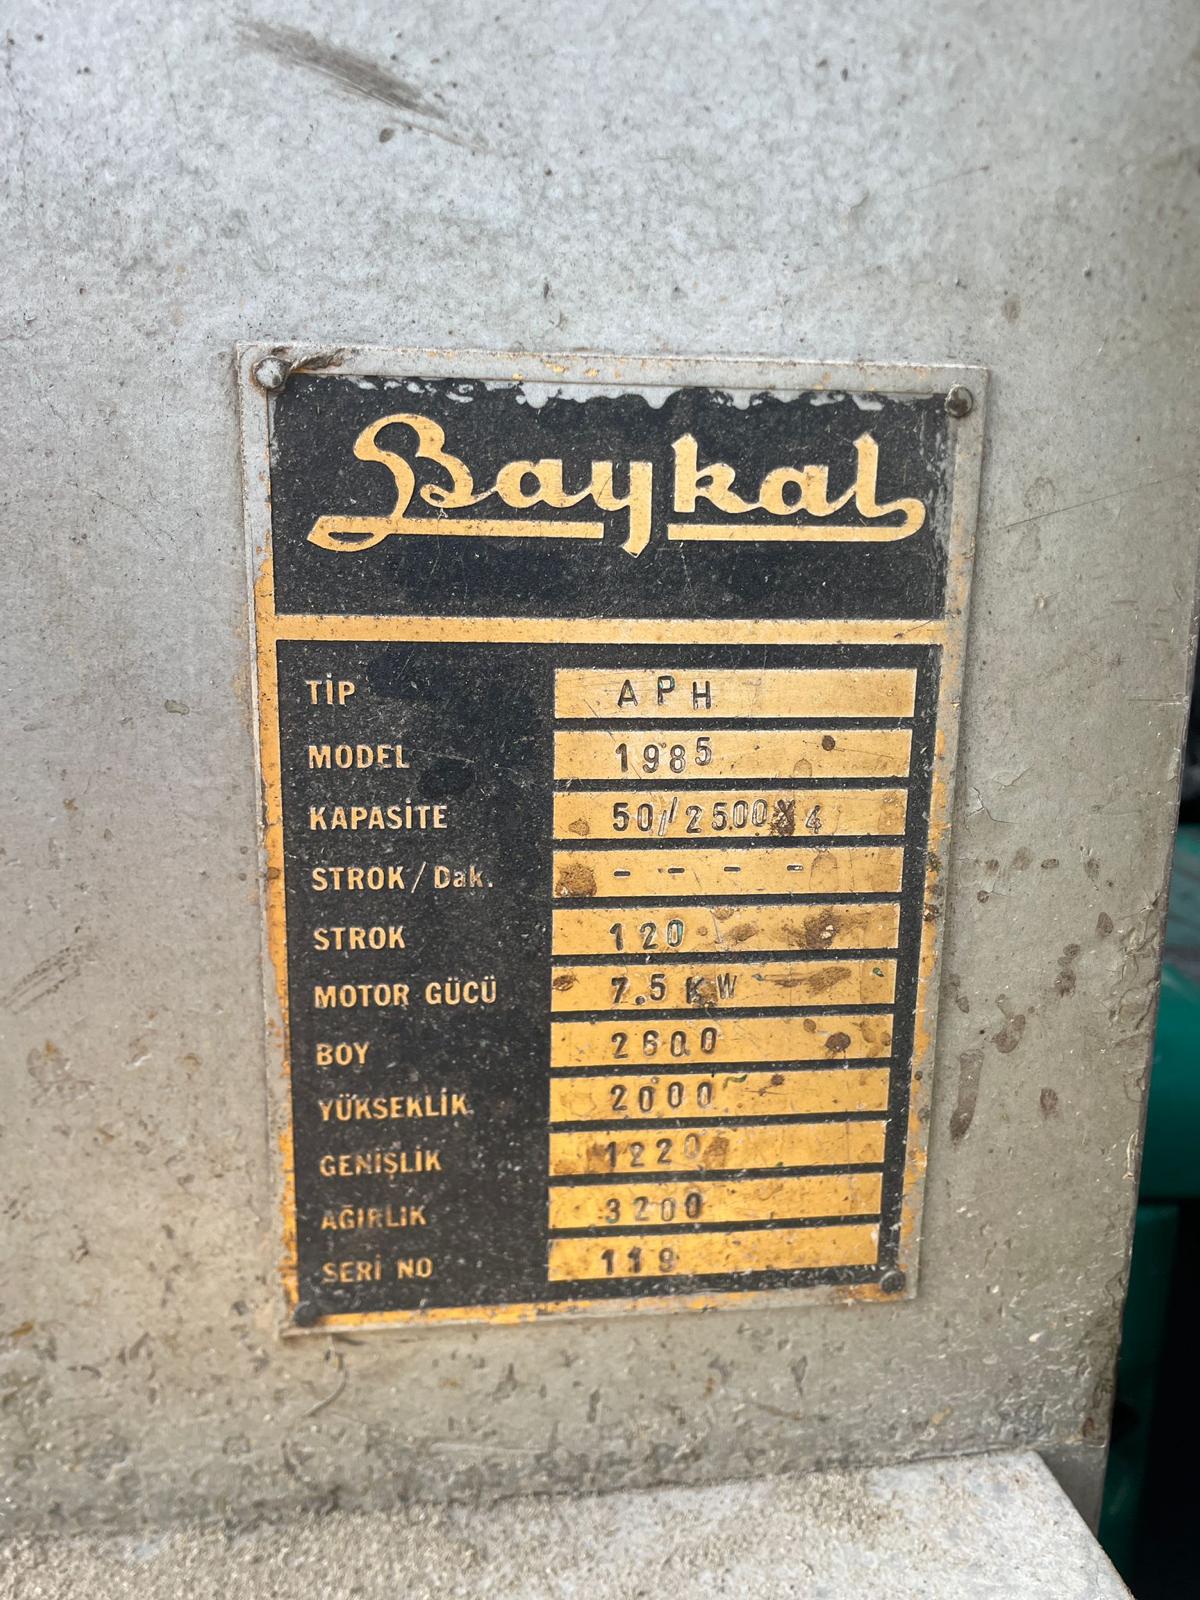 Baykal
TİP APH
MODEL 1985
KAPASİTE 50/2500X4
STROK/Dak. - - - -
STROK 120
MOTOR GÜCÜ 7.5 KW
BOY 2600
YÜKSEKLİK 2000
GENİŞLİK 1220
AĞIRLIK 3200
SERİ NO 119